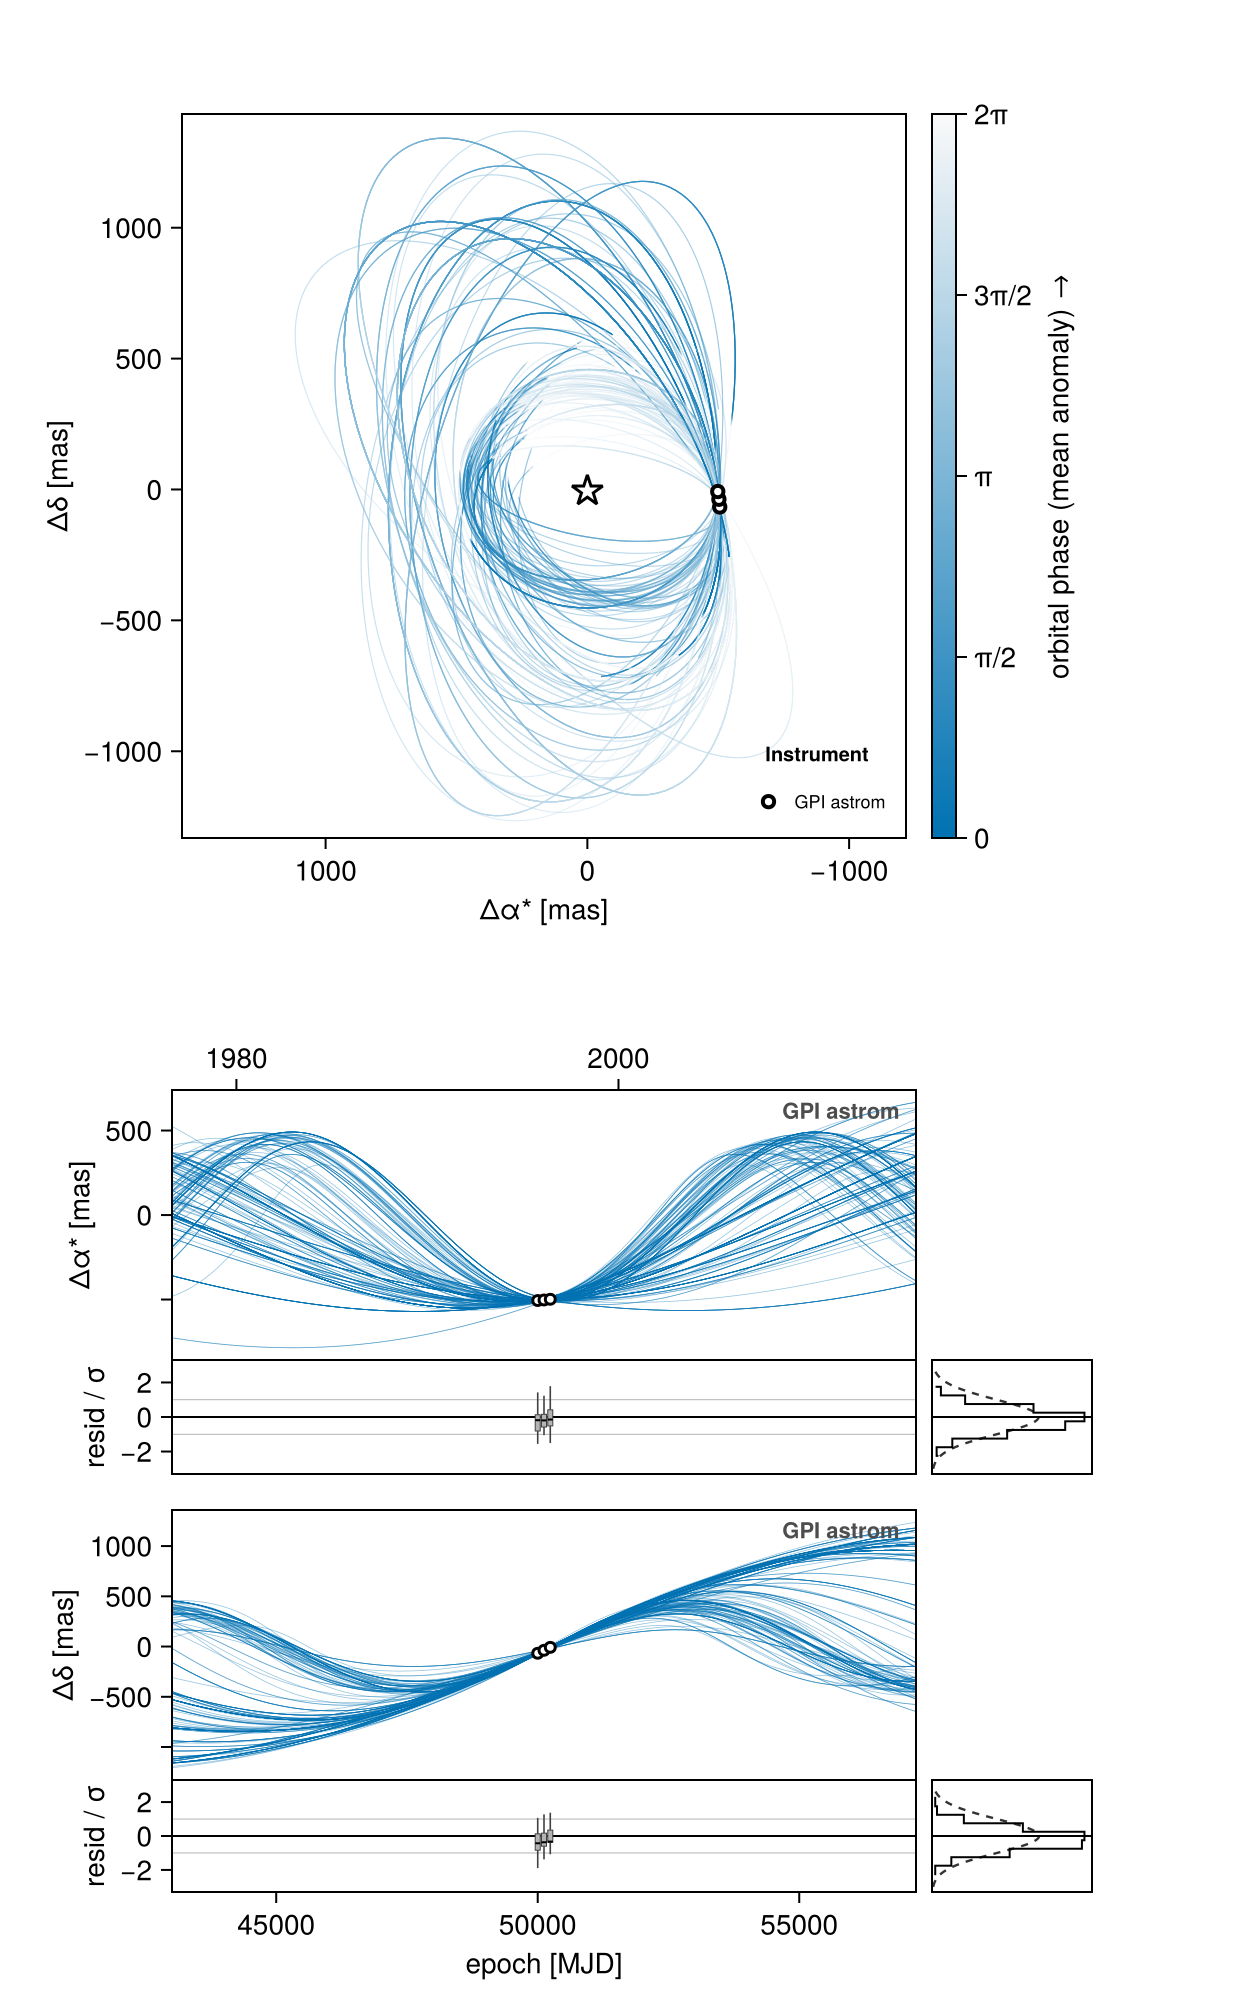 2π
1000
3π/2
500
Δδ [mas]
0
π
orbital phase (mean anomaly) →
−500
π/2
−1000
Instrument
GPI astrom
0
1000
0
−1000
Δα* [mas]
1980
2000
GPI astrom
500
0
Δα* [mas]
2
0
−2
resid / σ
GPI astrom
1000
500
0
−500
Δδ [mas]
2
0
−2
resid / σ
45000
50000
55000
epoch [MJD]